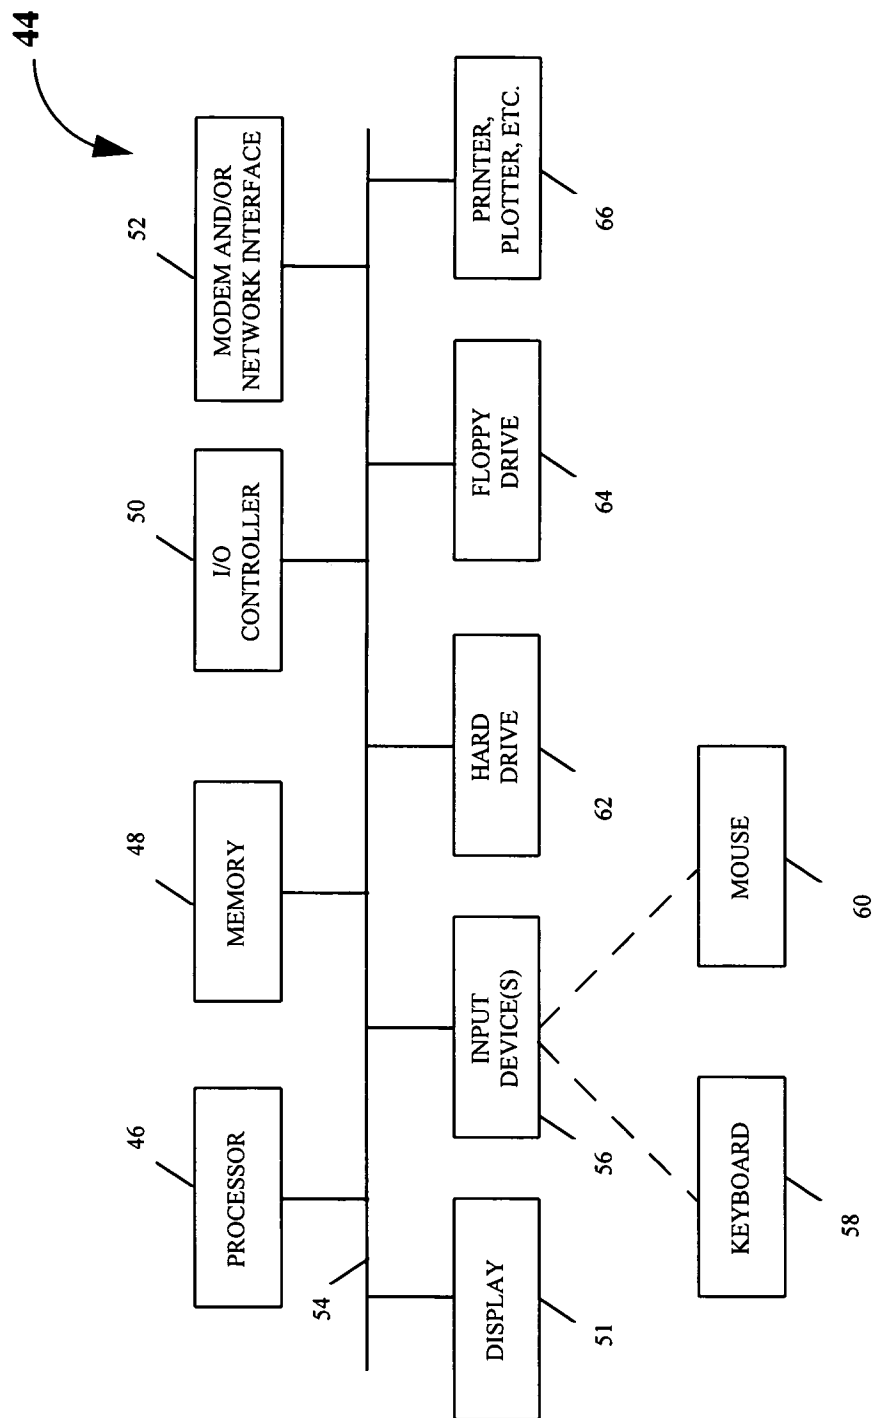 44
46
PROCESSOR
48
MEMORY
50
I/O
CONTROLLER
52
MODEM AND/OR
NETWORK INTERFACE
54
DISPLAY
51
INPUT
DEVICE(S)
56
HARD
DRIVE
62
FLOPPY
DRIVE
64
PRINTER,
PLOTTER, ETC.
66
KEYBOARD
58
MOUSE
60